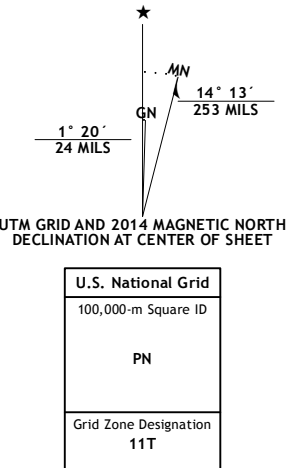 MN
GN
14° 13´
253 MILS
1° 20´
24 MILS
UTM GRID AND 2014 MAGNETIC NORTH
DECLINATION AT CENTER OF SHEET
U.S. National Grid
100,000-m Square ID
PN
Grid Zone Designation
11T